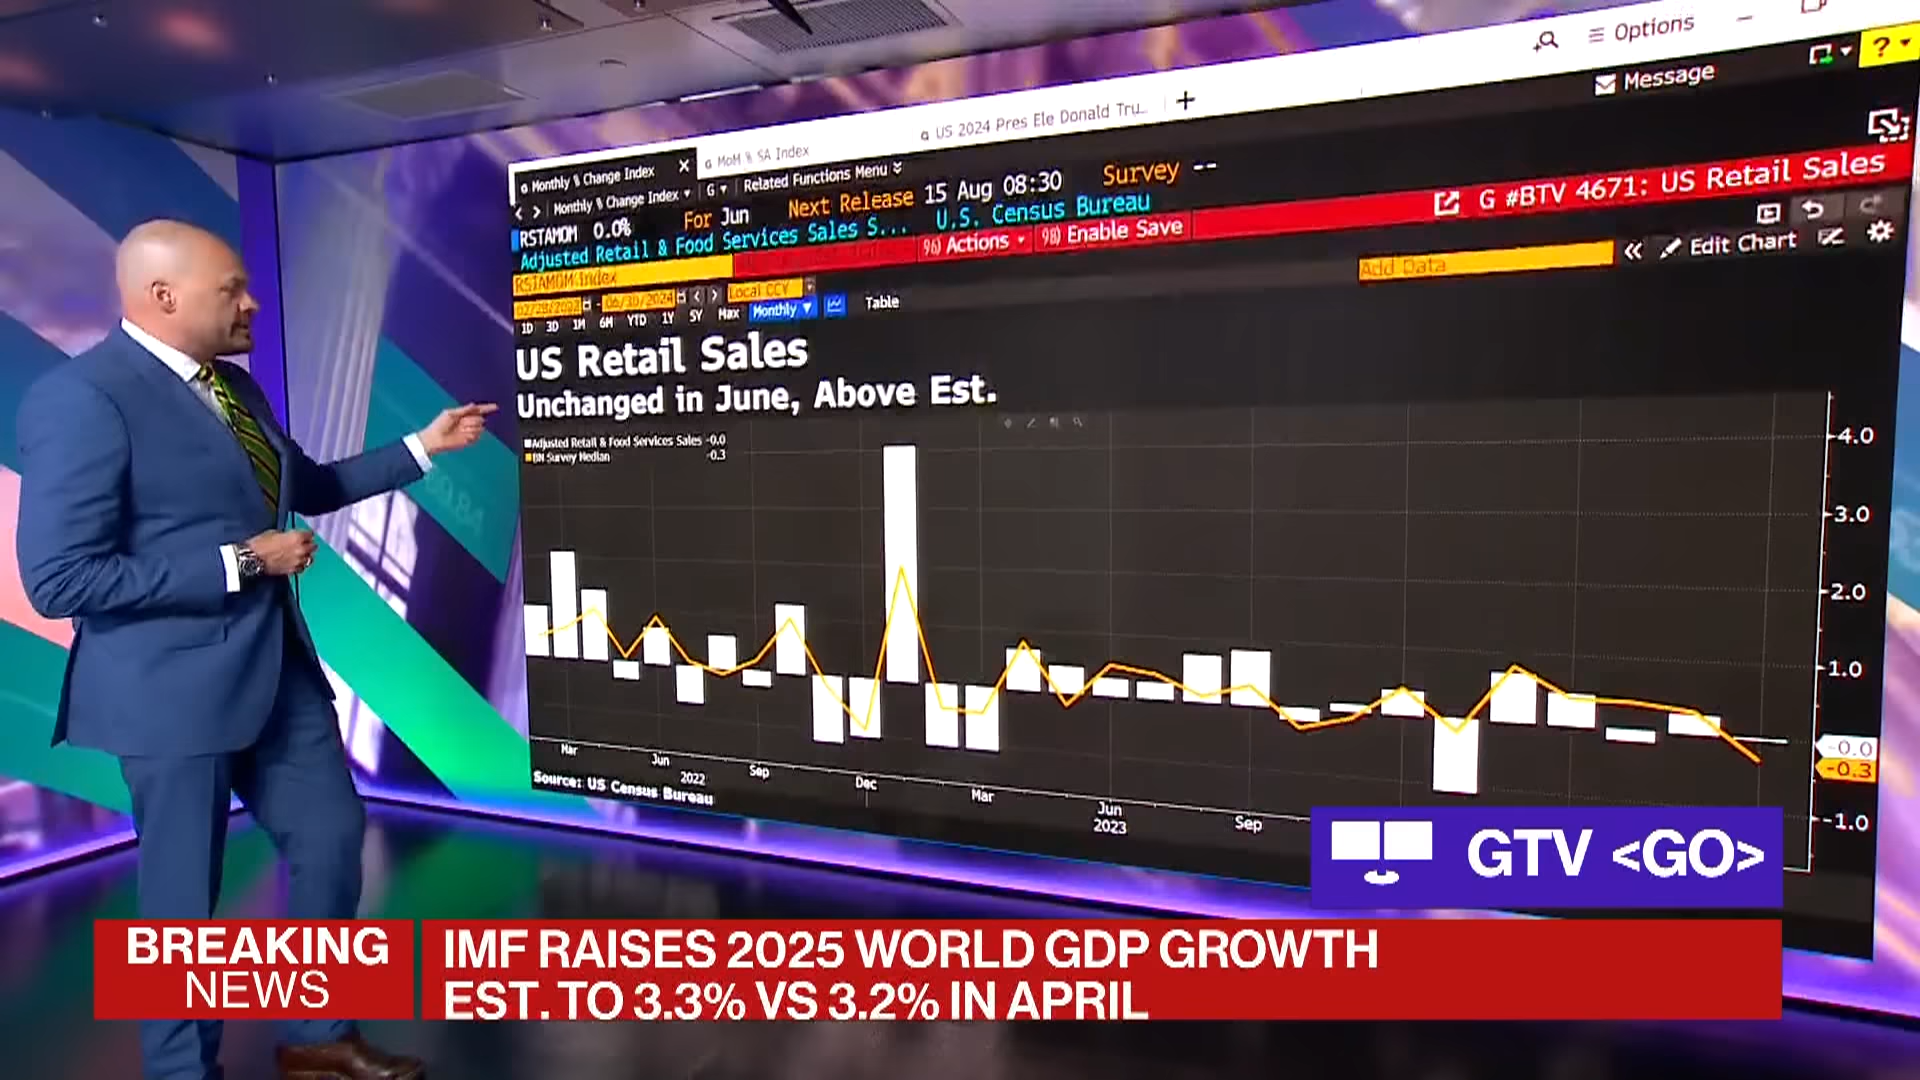 Options
Message
?
Monthly % Change Index
MoM % SA Index
US 2024 Pres Ele Donald Tru...
Monthly % Change Index
G
Related Functions Menu
RSTAMOM 0.0%
For Jun
Next Release 15 Aug 08:30
Survey --
Adjusted Retail & Food Services Sales S...
U.S. Census Bureau
G #BTV 4671: US Retail Sales
RSTAMOM Index
96) Actions
98) Enable Save
Add Data
Edit Chart
02/28/2022 - 06/30/2024
Local CCY
1D 3D 1M 6M YTD 1Y 5Y Max Monthly Table
US Retail Sales
Unchanged in June, Above Est.
Adjusted Retail & Food Services Sales -0.0
BN Survey Median -0.3
4.0
3.0
2.0
1.0
-0.0
-0.3
-1.0
Mar Jun Sep Dec Mar Jun Sep
2022 2023
Source: US Census Bureau
GTV <GO>
BREAKING
NEWS
IMF RAISES 2025 WORLD GDP GROWTH
EST. TO 3.3% VS 3.2% IN APRIL